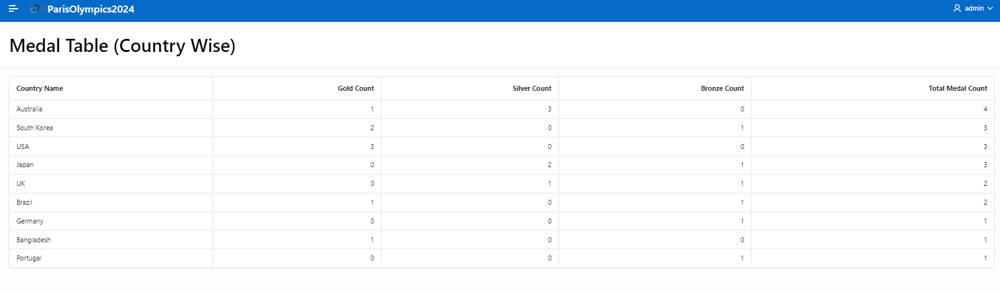 ParisOlympics2024 admin
Medal Table (Country Wise)
Country Name Gold Count Silver Count Bronze Count Total Medal Count
Australia 1 3 0 4
South Korea 2 0 1 3
USA 3 0 0 3
Japan 0 2 1 3
UK 0 1 1 2
Brazil 1 0 1 2
Germany 0 0 1 1
Bangladesh 1 0 0 1
Portugal 0 0 1 1